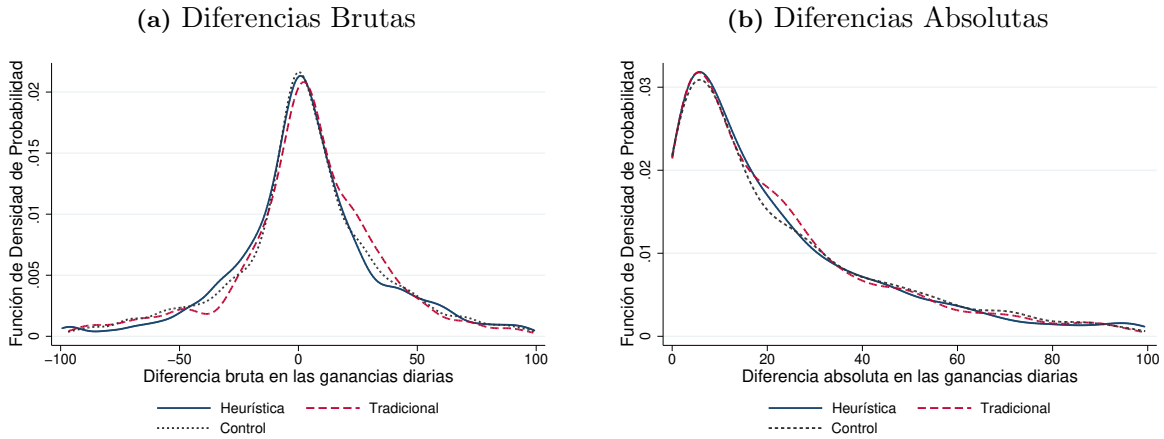 (a) Diferencias Brutas
Función de Densidad de Probabilidad
.02
.015
.01
.005
0
−100
−50
0
50
100
Diferencia bruta en las ganancias diarias
Heurística
Tradicional
Control
(b) Diferencias Absolutas
Función de Densidad de Probabilidad
.03
.02
.01
0
0
20
40
60
80
100
Diferencia absoluta en las ganancias diarias
Heurística
Tradicional
Control